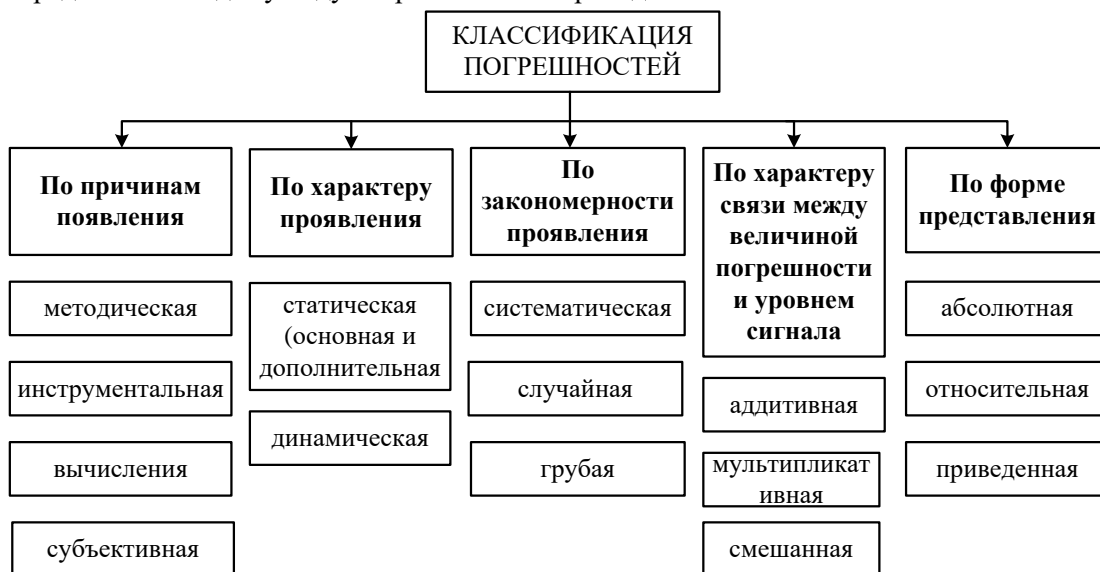 КЛАССИФИКАЦИЯ
ПОГРЕШНОСТЕЙ
По причинам
появления
методическая
инструментальная
вычисления
субъективная
По характеру
проявления
статическая
(основная и
дополнительная
динамическая
По
закономерности
проявления
систематическая
случайная
грубая
По характеру
связи между
величиной
погрешности
и уровнем
сигнала
аддитивная
мультипликат
ивная
смешанная
По форме
представления
абсолютная
относительная
приведенная